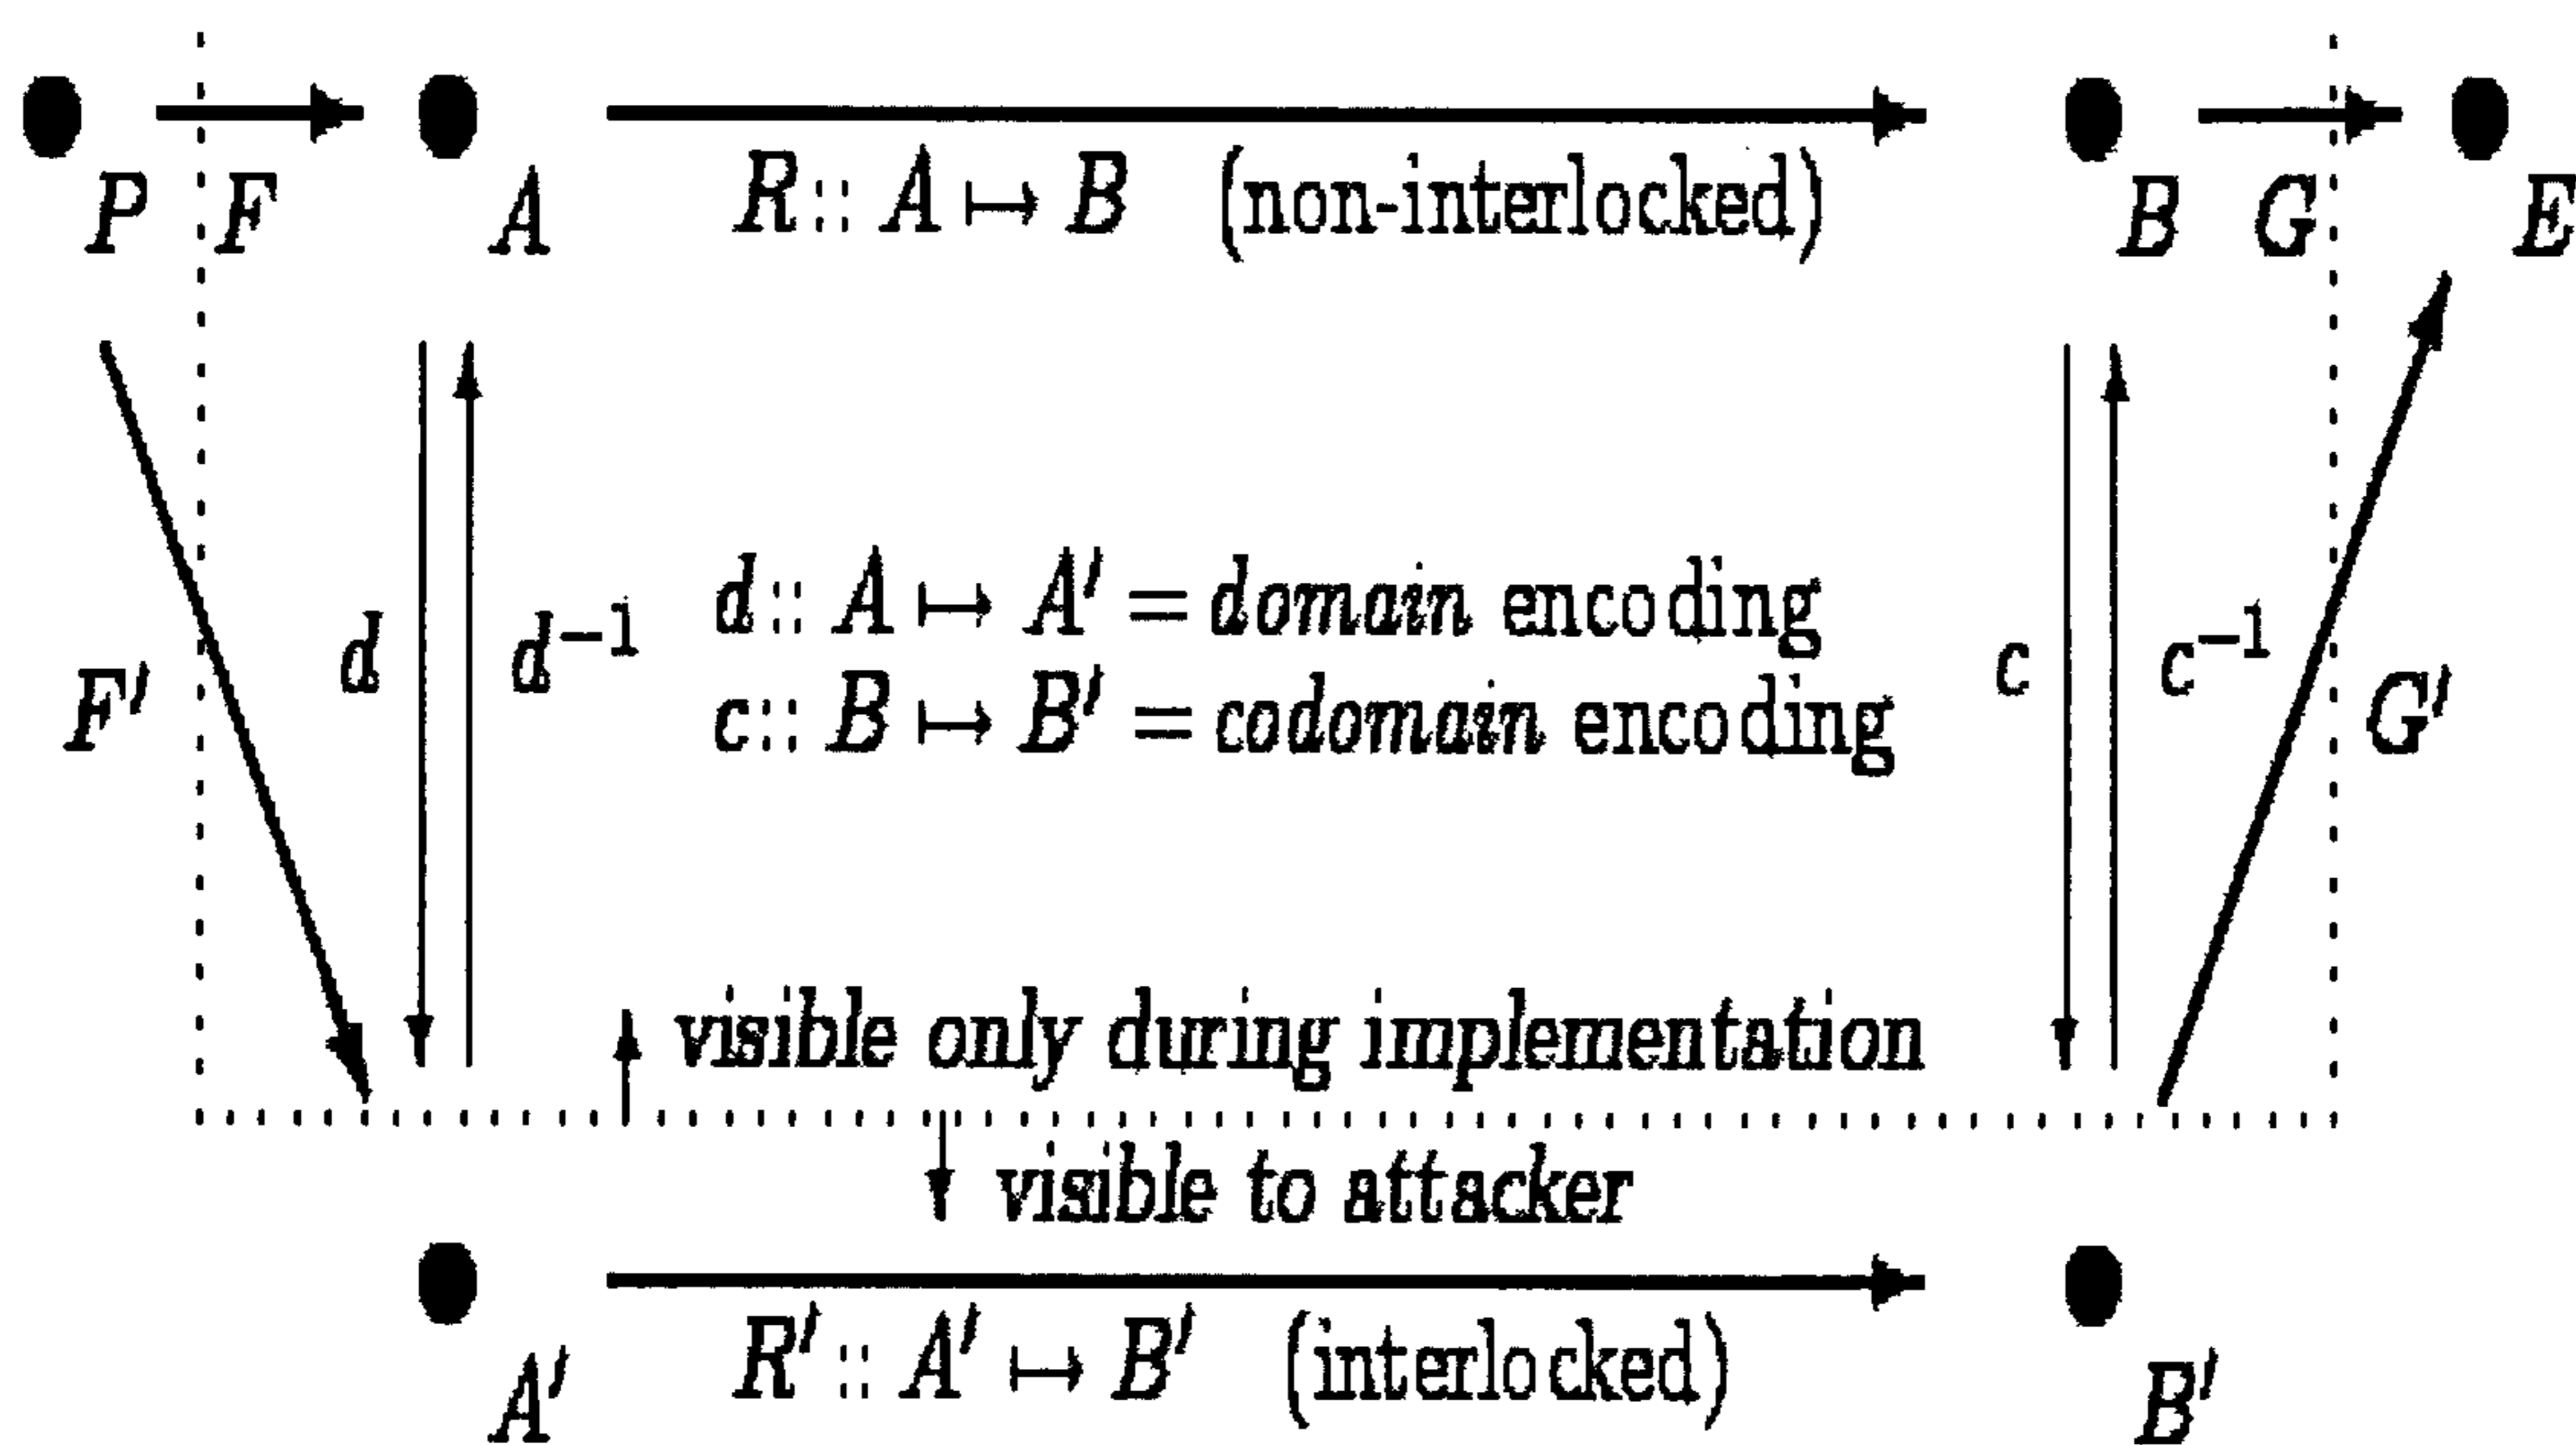 P F A R :: A ↦ B (non-interlocked) B G E
d :: A ↦ A′ = domain encoding
F′ d d⁻¹ c c⁻¹ G′
c :: B ↦ B′ = codomain encoding
visible only during implementation
visible to attacker
A′ R′ :: A′ ↦ B′ (interlocked) B′